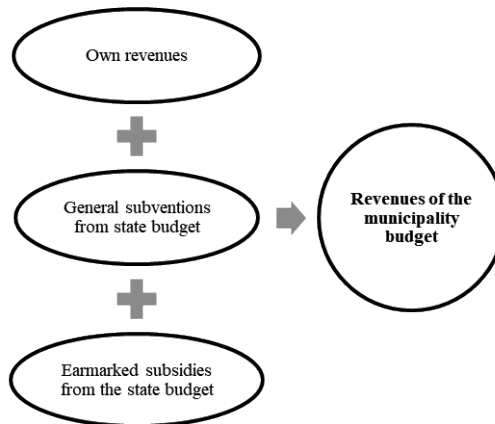 Own revenues
General subventions
from state budget
Revenues of the
municipality
budget
Earmarked subsidies
from the state budget